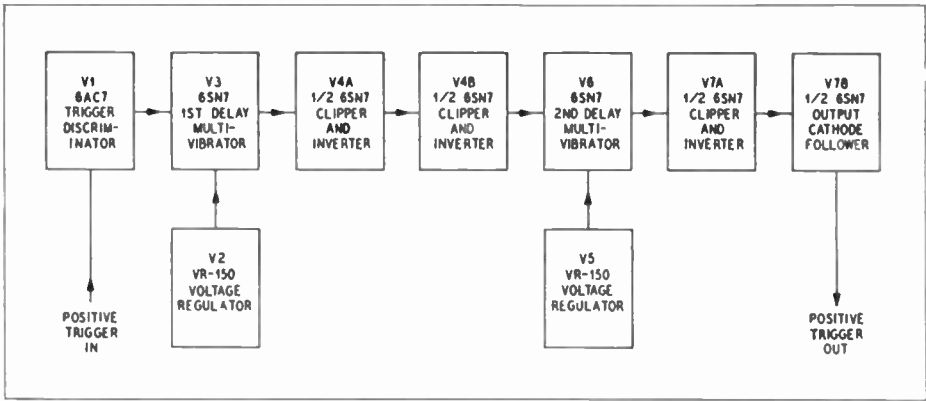 V1
6AC7
TRIGGER
DISCRIM-
INATOR
V3
6SN7
1ST DELAY
MULTI-
VIBRATOR
V4A
1/2 6SN7
CLIPPER
AND
INVERTER
V4B
1/2 6SN7
CLIPPER
AND
INVERTER
V6
6SN7
2ND DELAY
MULTI-
VIBRATOR
V7A
1/2 6SN7
CLIPPER
AND
INVERTER
V7B
1/2 6SN7
OUTPUT
CATHODE
FOLLOWER
V2
VR-150
VOLTAGE
REGULATOR
V5
VR-150
VOLTAGE
REGULATOR
POSITIVE
TRIGGER
IN
POSITIVE
TRIGGER
OUT